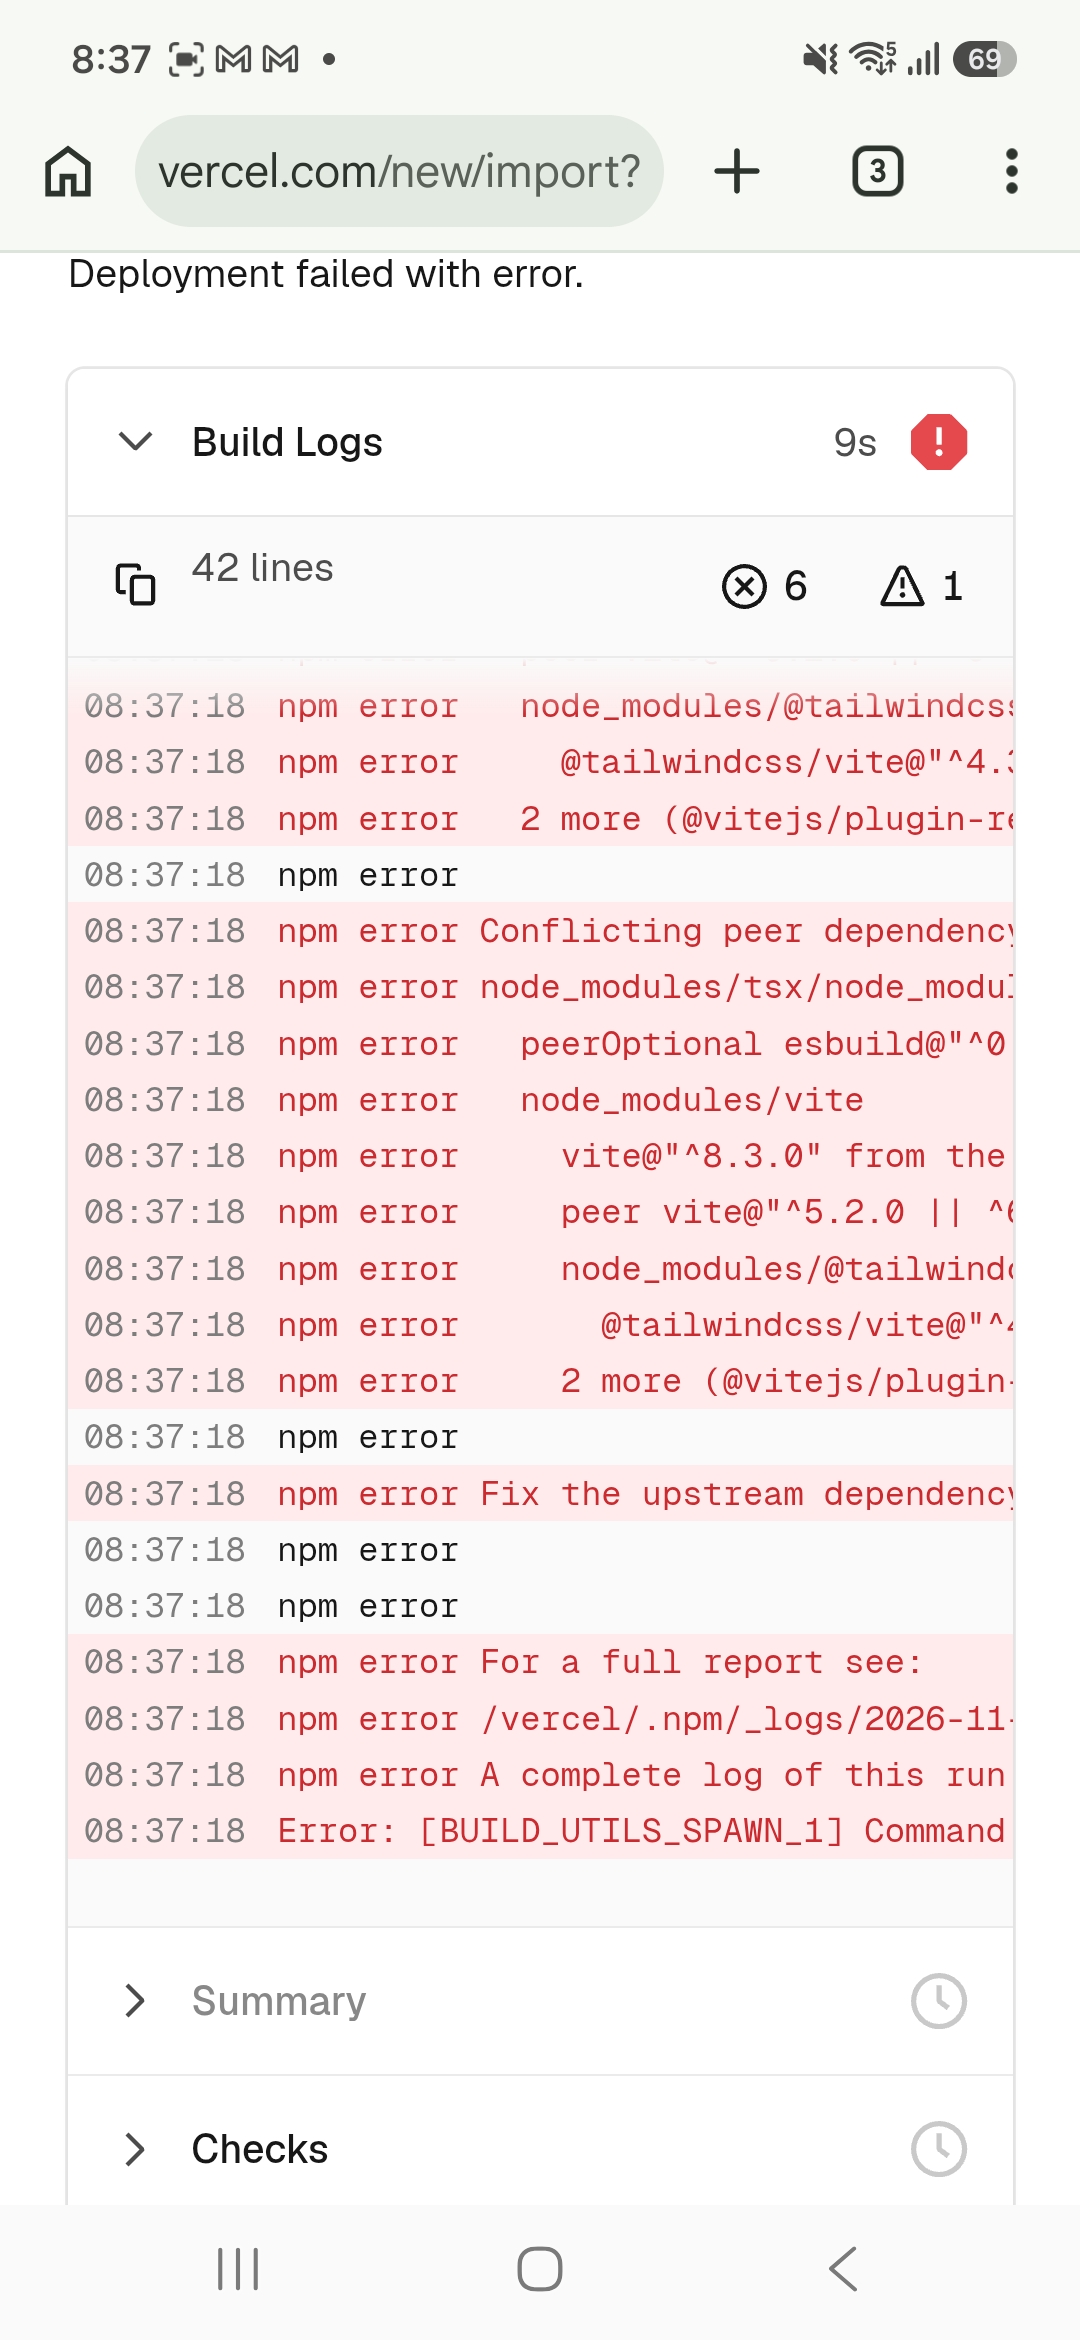 8:37
5
69
vercel.com/new/import?
3
Deployment failed with error.
Build Logs
9s
42 lines
6
1
08:37:18 npm error node_modules/@tailwindcss
08:37:18 npm error @tailwindcss/vite@"^4.3
08:37:18 npm error 2 more (@vitejs/plugin-re
08:37:18 npm error
08:37:18 npm error Conflicting peer dependency
08:37:18 npm error node_modules/tsx/node_modul
08:37:18 npm error peerOptional esbuild@"^0
08:37:18 npm error node_modules/vite
08:37:18 npm error vite@"^8.3.0" from the
08:37:18 npm error peer vite@"^5.2.0 || ^6
08:37:18 npm error node_modules/@tailwindc
08:37:18 npm error @tailwindcss/vite@"^4
08:37:18 npm error 2 more (@vitejs/plugin-
08:37:18 npm error
08:37:18 npm error Fix the upstream dependency
08:37:18 npm error
08:37:18 npm error
08:37:18 npm error For a full report see:
08:37:18 npm error /vercel/.npm/_logs/2026-11-
08:37:18 npm error A complete log of this run
08:37:18 Error: [BUILD_UTILS_SPAWN_1] Command
Summary
Checks